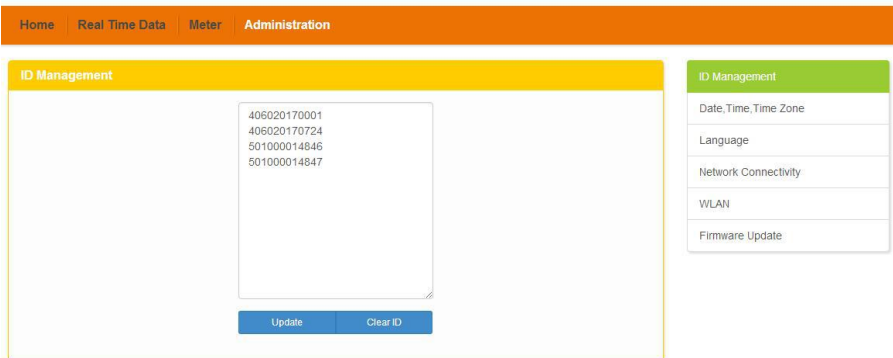 Home Real Time Data Meter Administration
ID Management
406020170001
406020170724
501000014846
501000014847
Update Clear ID
ID Management
Date,Time,Time Zone
Language
Network Connectivity
WLAN
Firmware Update